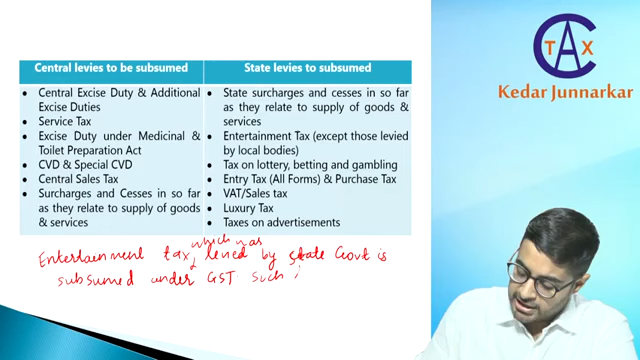 TAX
CA
Kedar Junnarkar
Central levies to be subsumed
• Central Excise Duty & Additional
Excise Duties
• Service Tax
• Excise Duty under Medicinal &
Toilet Preparation Act
• CVD & Special CVD
• Central Sales Tax
• Surcharges and Cesses in so far
as they relate to supply of goods
& services
State levies to subsumed
• State surcharges and cesses in so far
as they relate to supply of goods &
services
• Entertainment Tax (except those levied
by local bodies)
• Tax on lottery, betting and gambling
• Entry Tax (All Forms) & Purchase Tax
• VAT/Sales tax
• Luxury Tax
• Taxes on advertisements
which was
Entertainment tax levied by state Govt is
subsumed under GST such